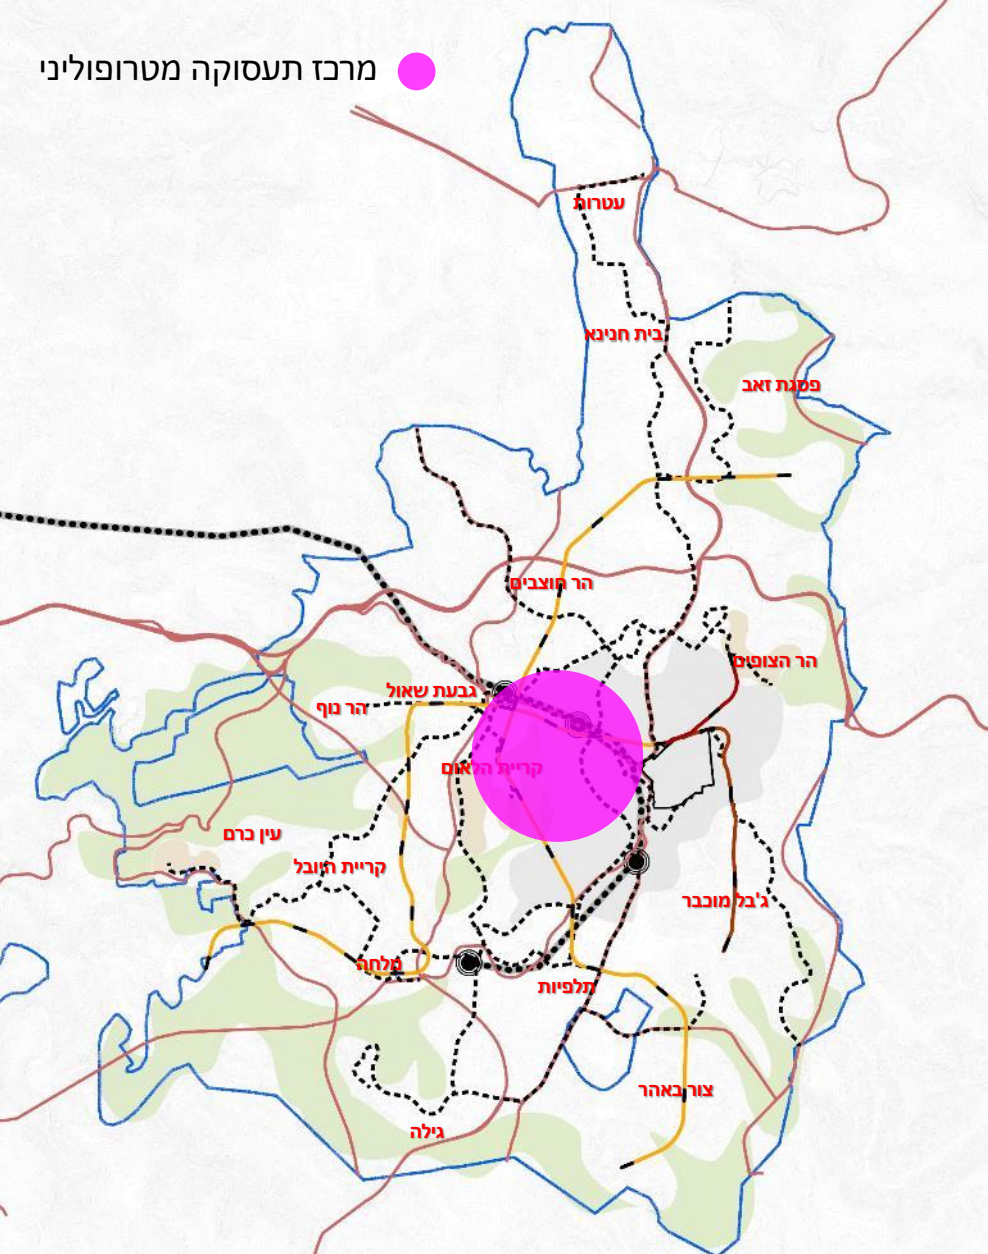 מרכז תעסוקה מטרופוליני
עטרות
בית חנינא
פסגת זאב
הר חוצבים
הר הצופים
גבעת שאול
הר נוף
קריית הלאום
עין כרם
קריית היובל
ג'בל מוכבר
מלחה
תלפיות
צור באהר
גילה